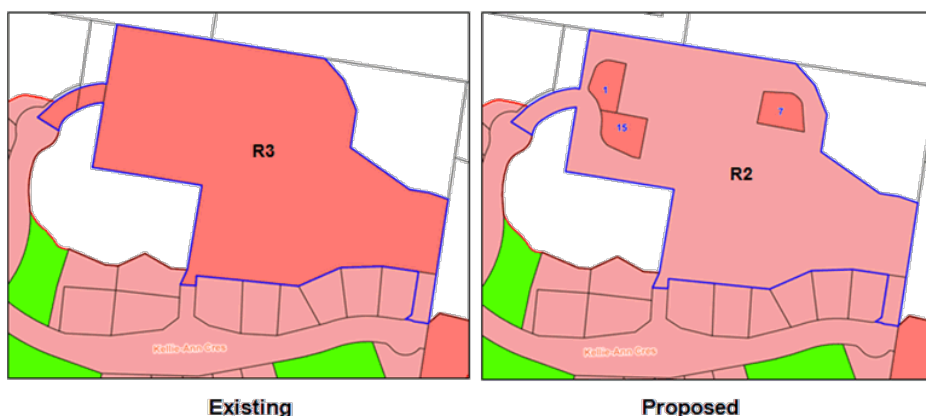 R3
Kellie-Ann Cres
Existing
1
15
7
R2
Kellie-Ann Cres
Proposed